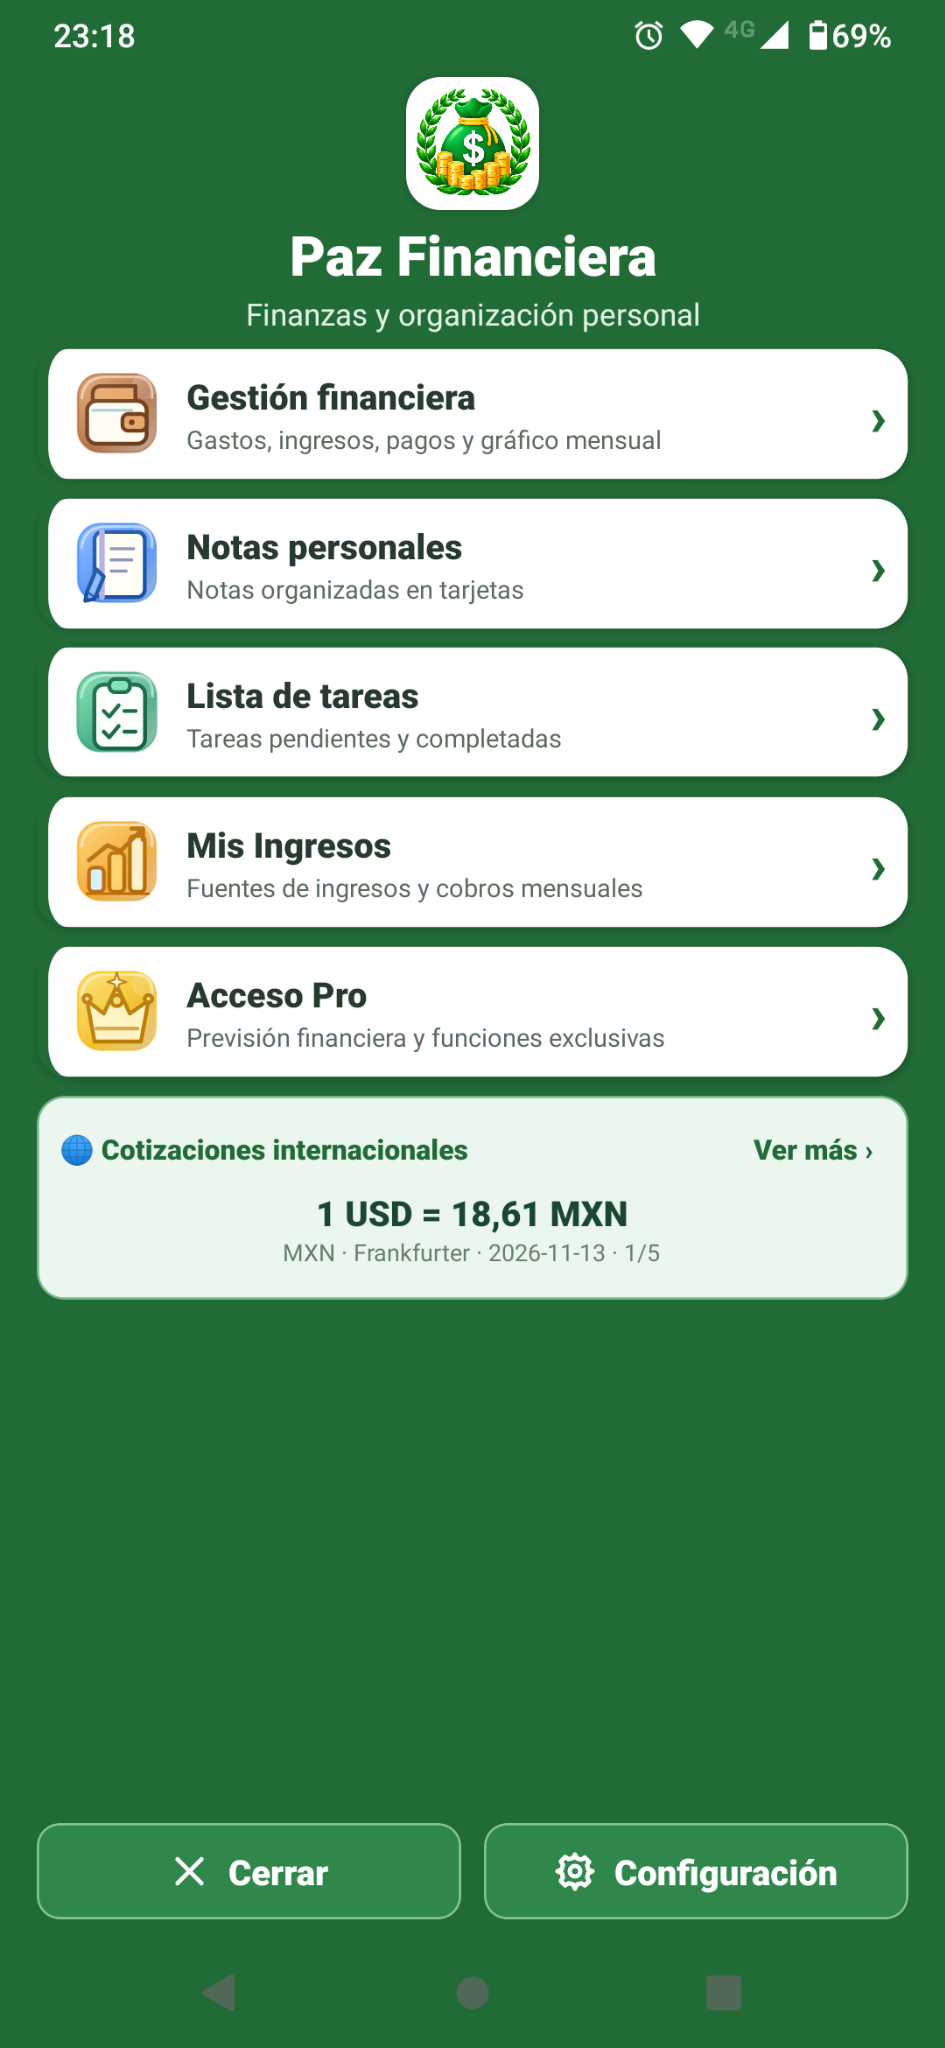 23:18
4G
69%
$
Paz Financiera
Finanzas y organización personal
Gestión financiera
Gastos, ingresos, pagos y gráfico mensual
›
Notas personales
Notas organizadas en tarjetas
›
Lista de tareas
Tareas pendientes y completadas
›
Mis Ingresos
Fuentes de ingresos y cobros mensuales
›
Acceso Pro
Previsión financiera y funciones exclusivas
›
Cotizaciones internacionales
Ver más ›
1 USD = 18,61 MXN
MXN · Frankfurter · 2026-11-13 · 1/5
Cerrar
Configuración